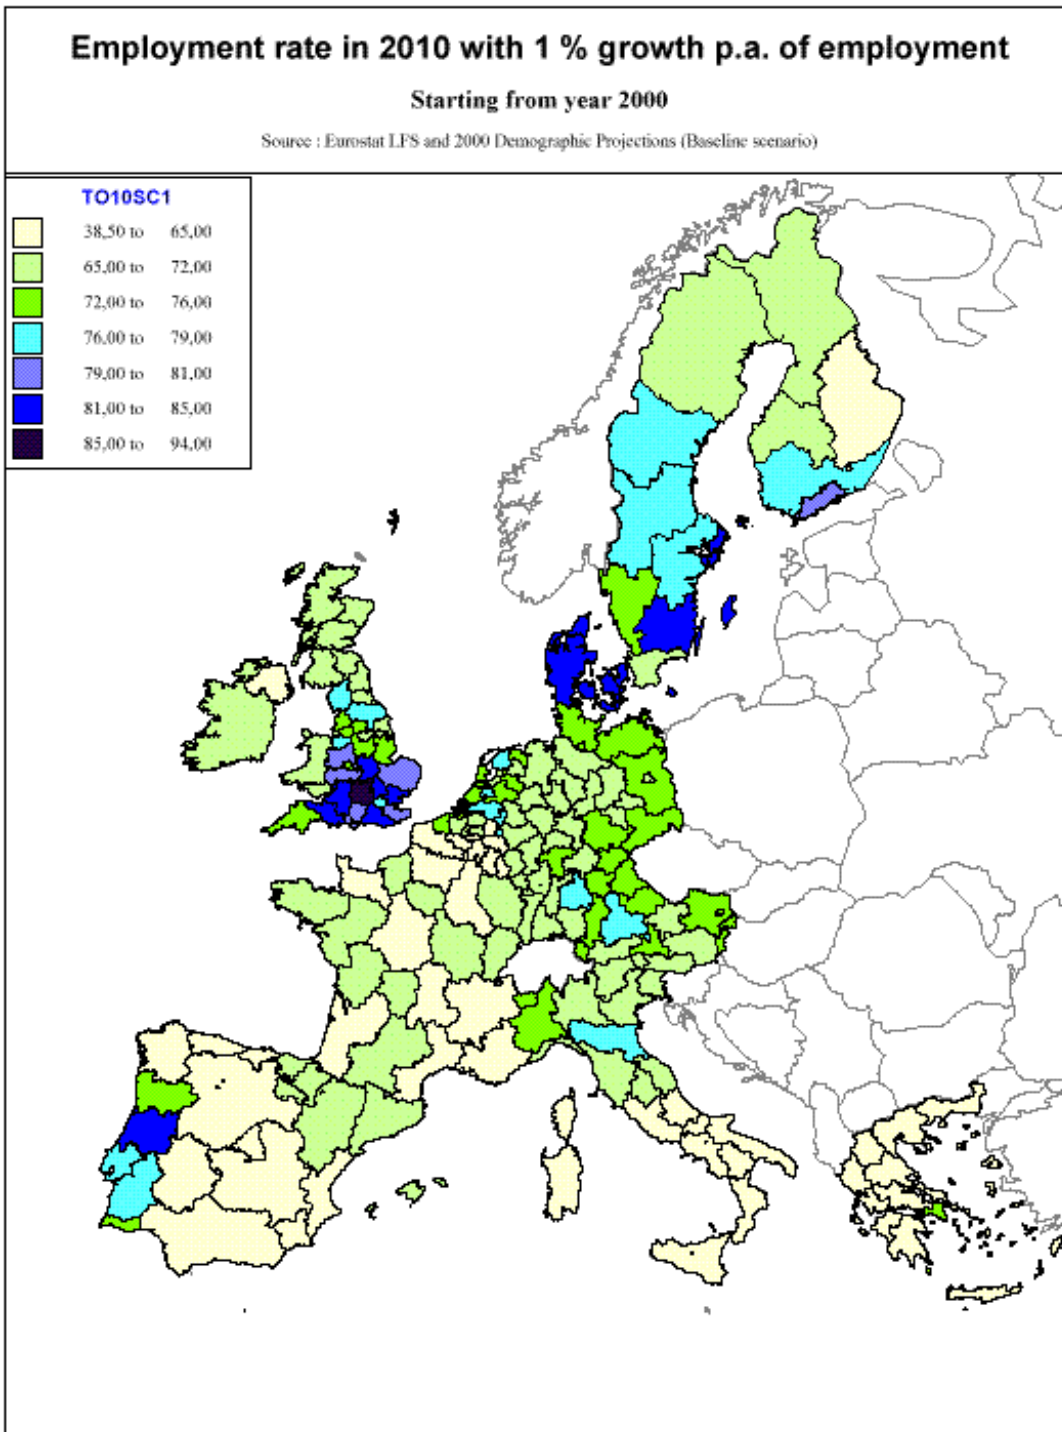 Employment rate in 2010 with 1 % growth p.a. of employment
Starting from year 2000
Source : Eurostat LFS and 2000 Demographic Projections (Baseline scenario)
TO10SC1
38,50 to 65,00
65,00 to 72,00
72,00 to 76,00
76,00 to 79,00
79,00 to 81,00
81,00 to 85,00
85,00 to 94,00